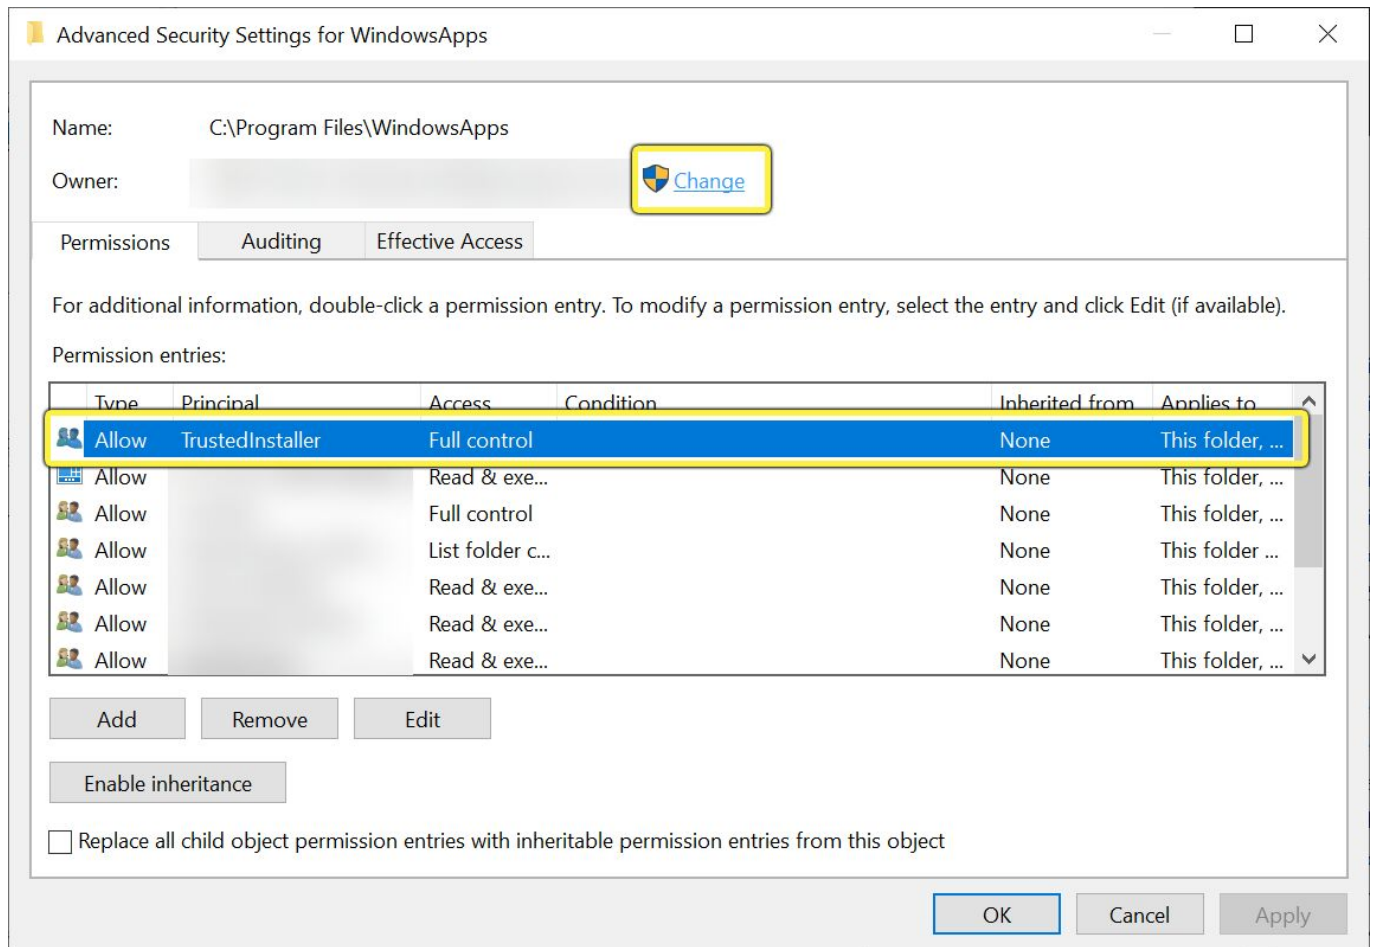 Advanced Security Settings for WindowsApps
Name: C:\Program Files\WindowsApps
Owner: Change
Permissions Auditing Effective Access
For additional information, double-click a permission entry. To modify a permission entry, select the entry and click Edit (if available).
Permission entries:
Type Principal Access Condition Inherited from Applies to
Allow TrustedInstaller Full control None This folder, ...
Allow Read & exe... None This folder, ...
Allow Full control None This folder, ...
Allow List folder c... None This folder ...
Allow Read & exe... None This folder, ...
Allow Read & exe... None This folder, ...
Allow Read & exe... None This folder, ...
Add Remove Edit
Enable inheritance
Replace all child object permission entries with inheritable permission entries from this object
OK Cancel Apply